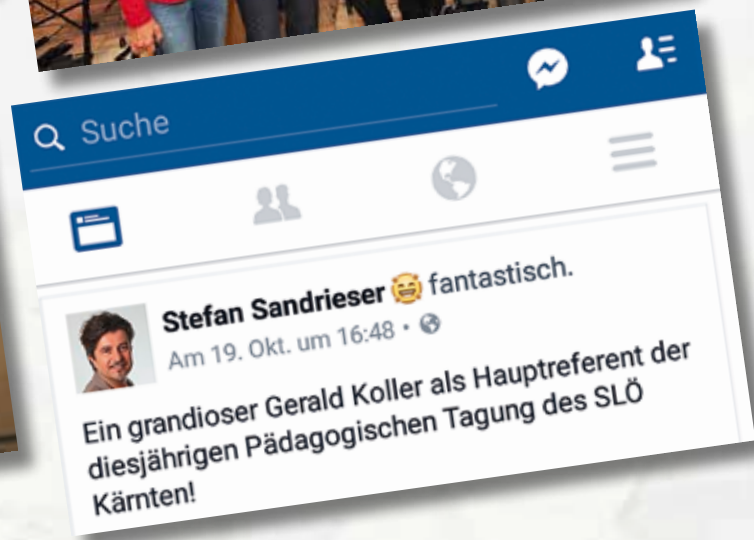 Suche
Stefan Sandrieser 😄 fantastisch.
Am 19. Okt. um 16:48 •
Ein grandioser Gerald Koller als Hauptreferent der
diesjährigen Pädagogischen Tagung des SLÖ
Kärnten!